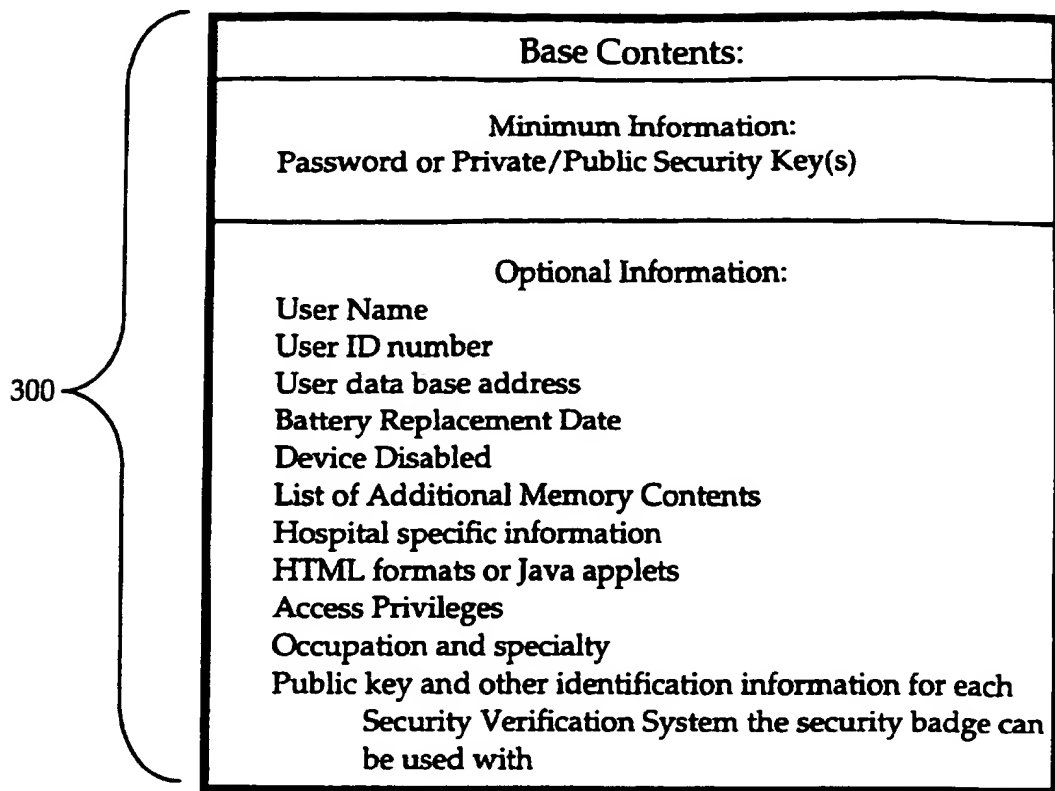 Base Contents:
Minimum Information:
Password or Private/Public Security Key(s)
Optional Information:
User Name
User ID number
User data base address
300
Battery Replacement Date
Device Disabled
List of Additional Memory Contents
Hospital specific information
HTML formats or Java applets
Access Privileges
Occupation and specialty
Public key and other identification information for each
Security Verification System the security badge can
be used with